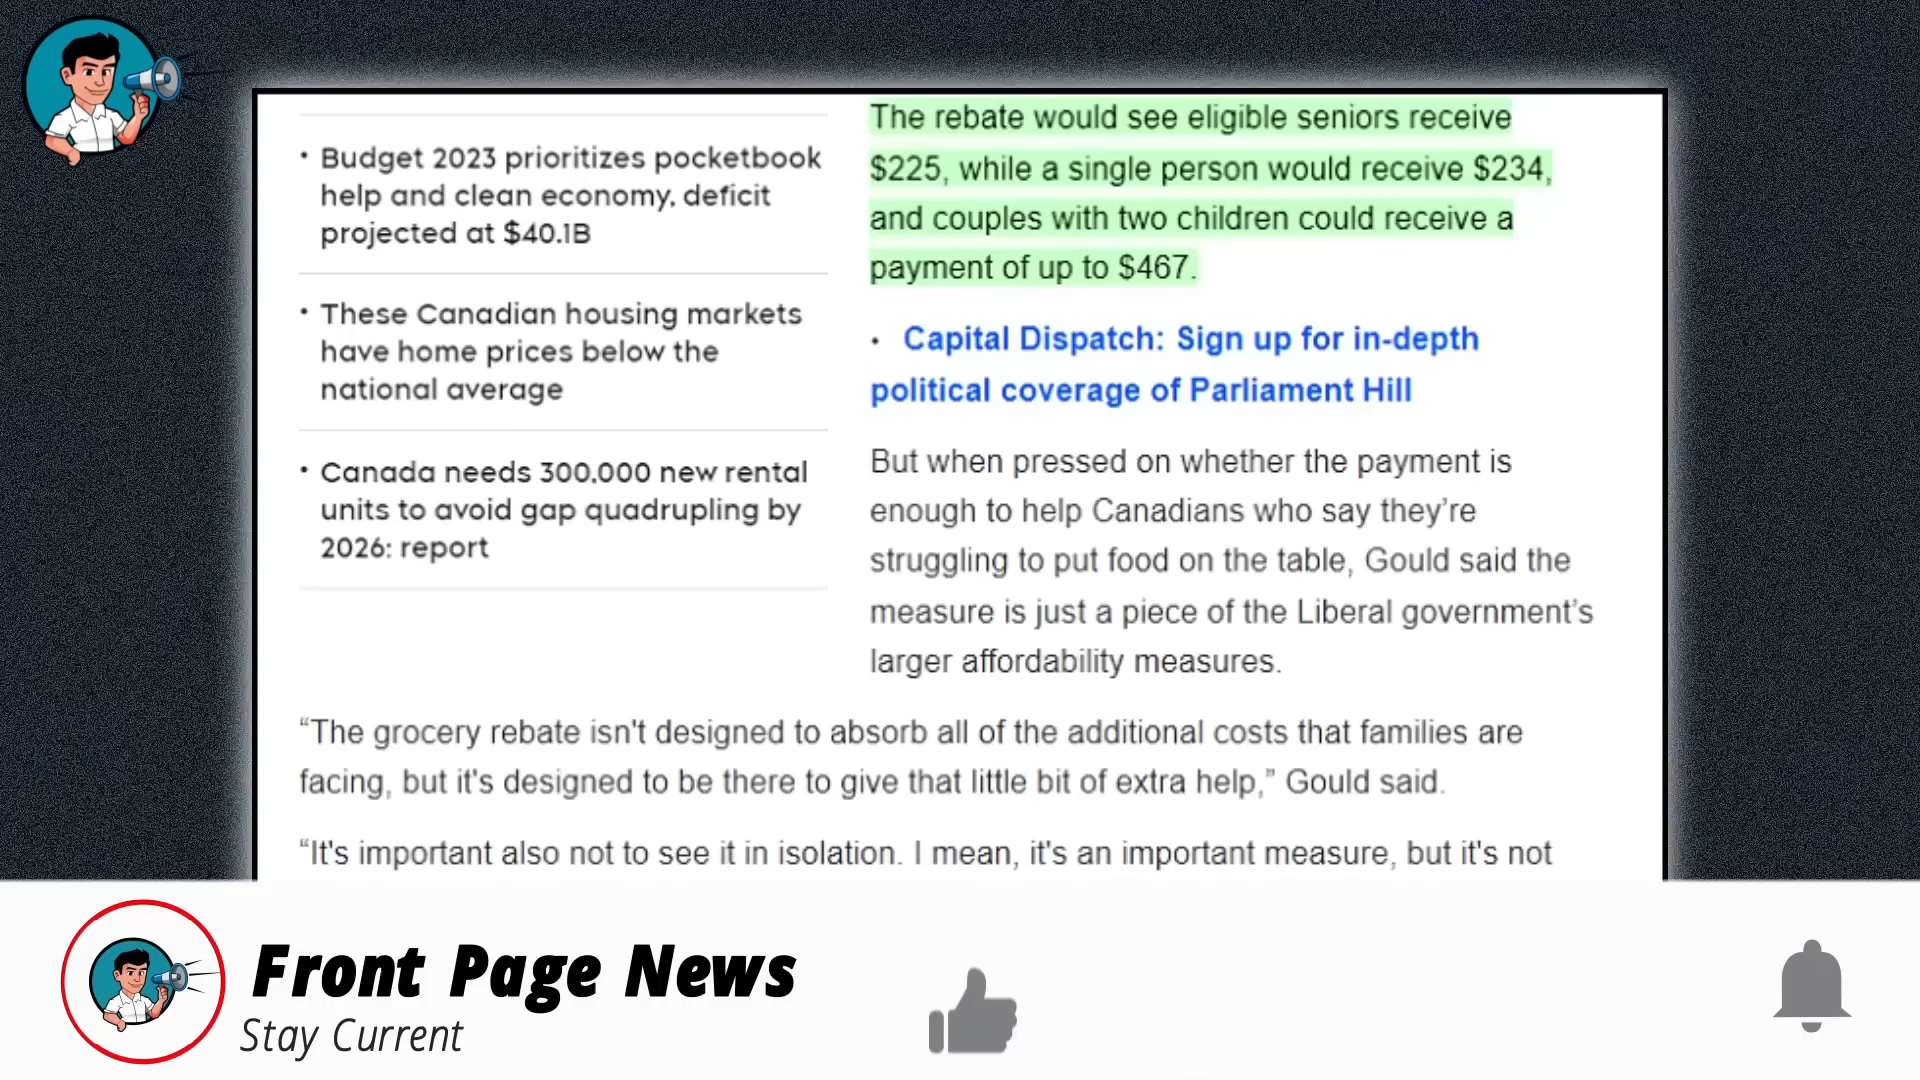 • Budget 2023 prioritizes pocketbook
help and clean economy, deficit
projected at $40.1B
• These Canadian housing markets
have home prices below the
national average
• Canada needs 300,000 new rental
units to avoid gap quadrupling by
2026: report
The rebate would see eligible seniors receive
$225, while a single person would receive $234,
and couples with two children could receive a
payment of up to $467.
• Capital Dispatch: Sign up for in-depth
political coverage of Parliament Hill
But when pressed on whether the payment is
enough to help Canadians who say they’re
struggling to put food on the table, Gould said the
measure is just a piece of the Liberal government’s
larger affordability measures.
“The grocery rebate isn't designed to absorb all of the additional costs that families are
facing, but it's designed to be there to give that little bit of extra help,” Gould said.
“It's important also not to see it in isolation. I mean, it's an important measure, but it's not
Front Page News
Stay Current